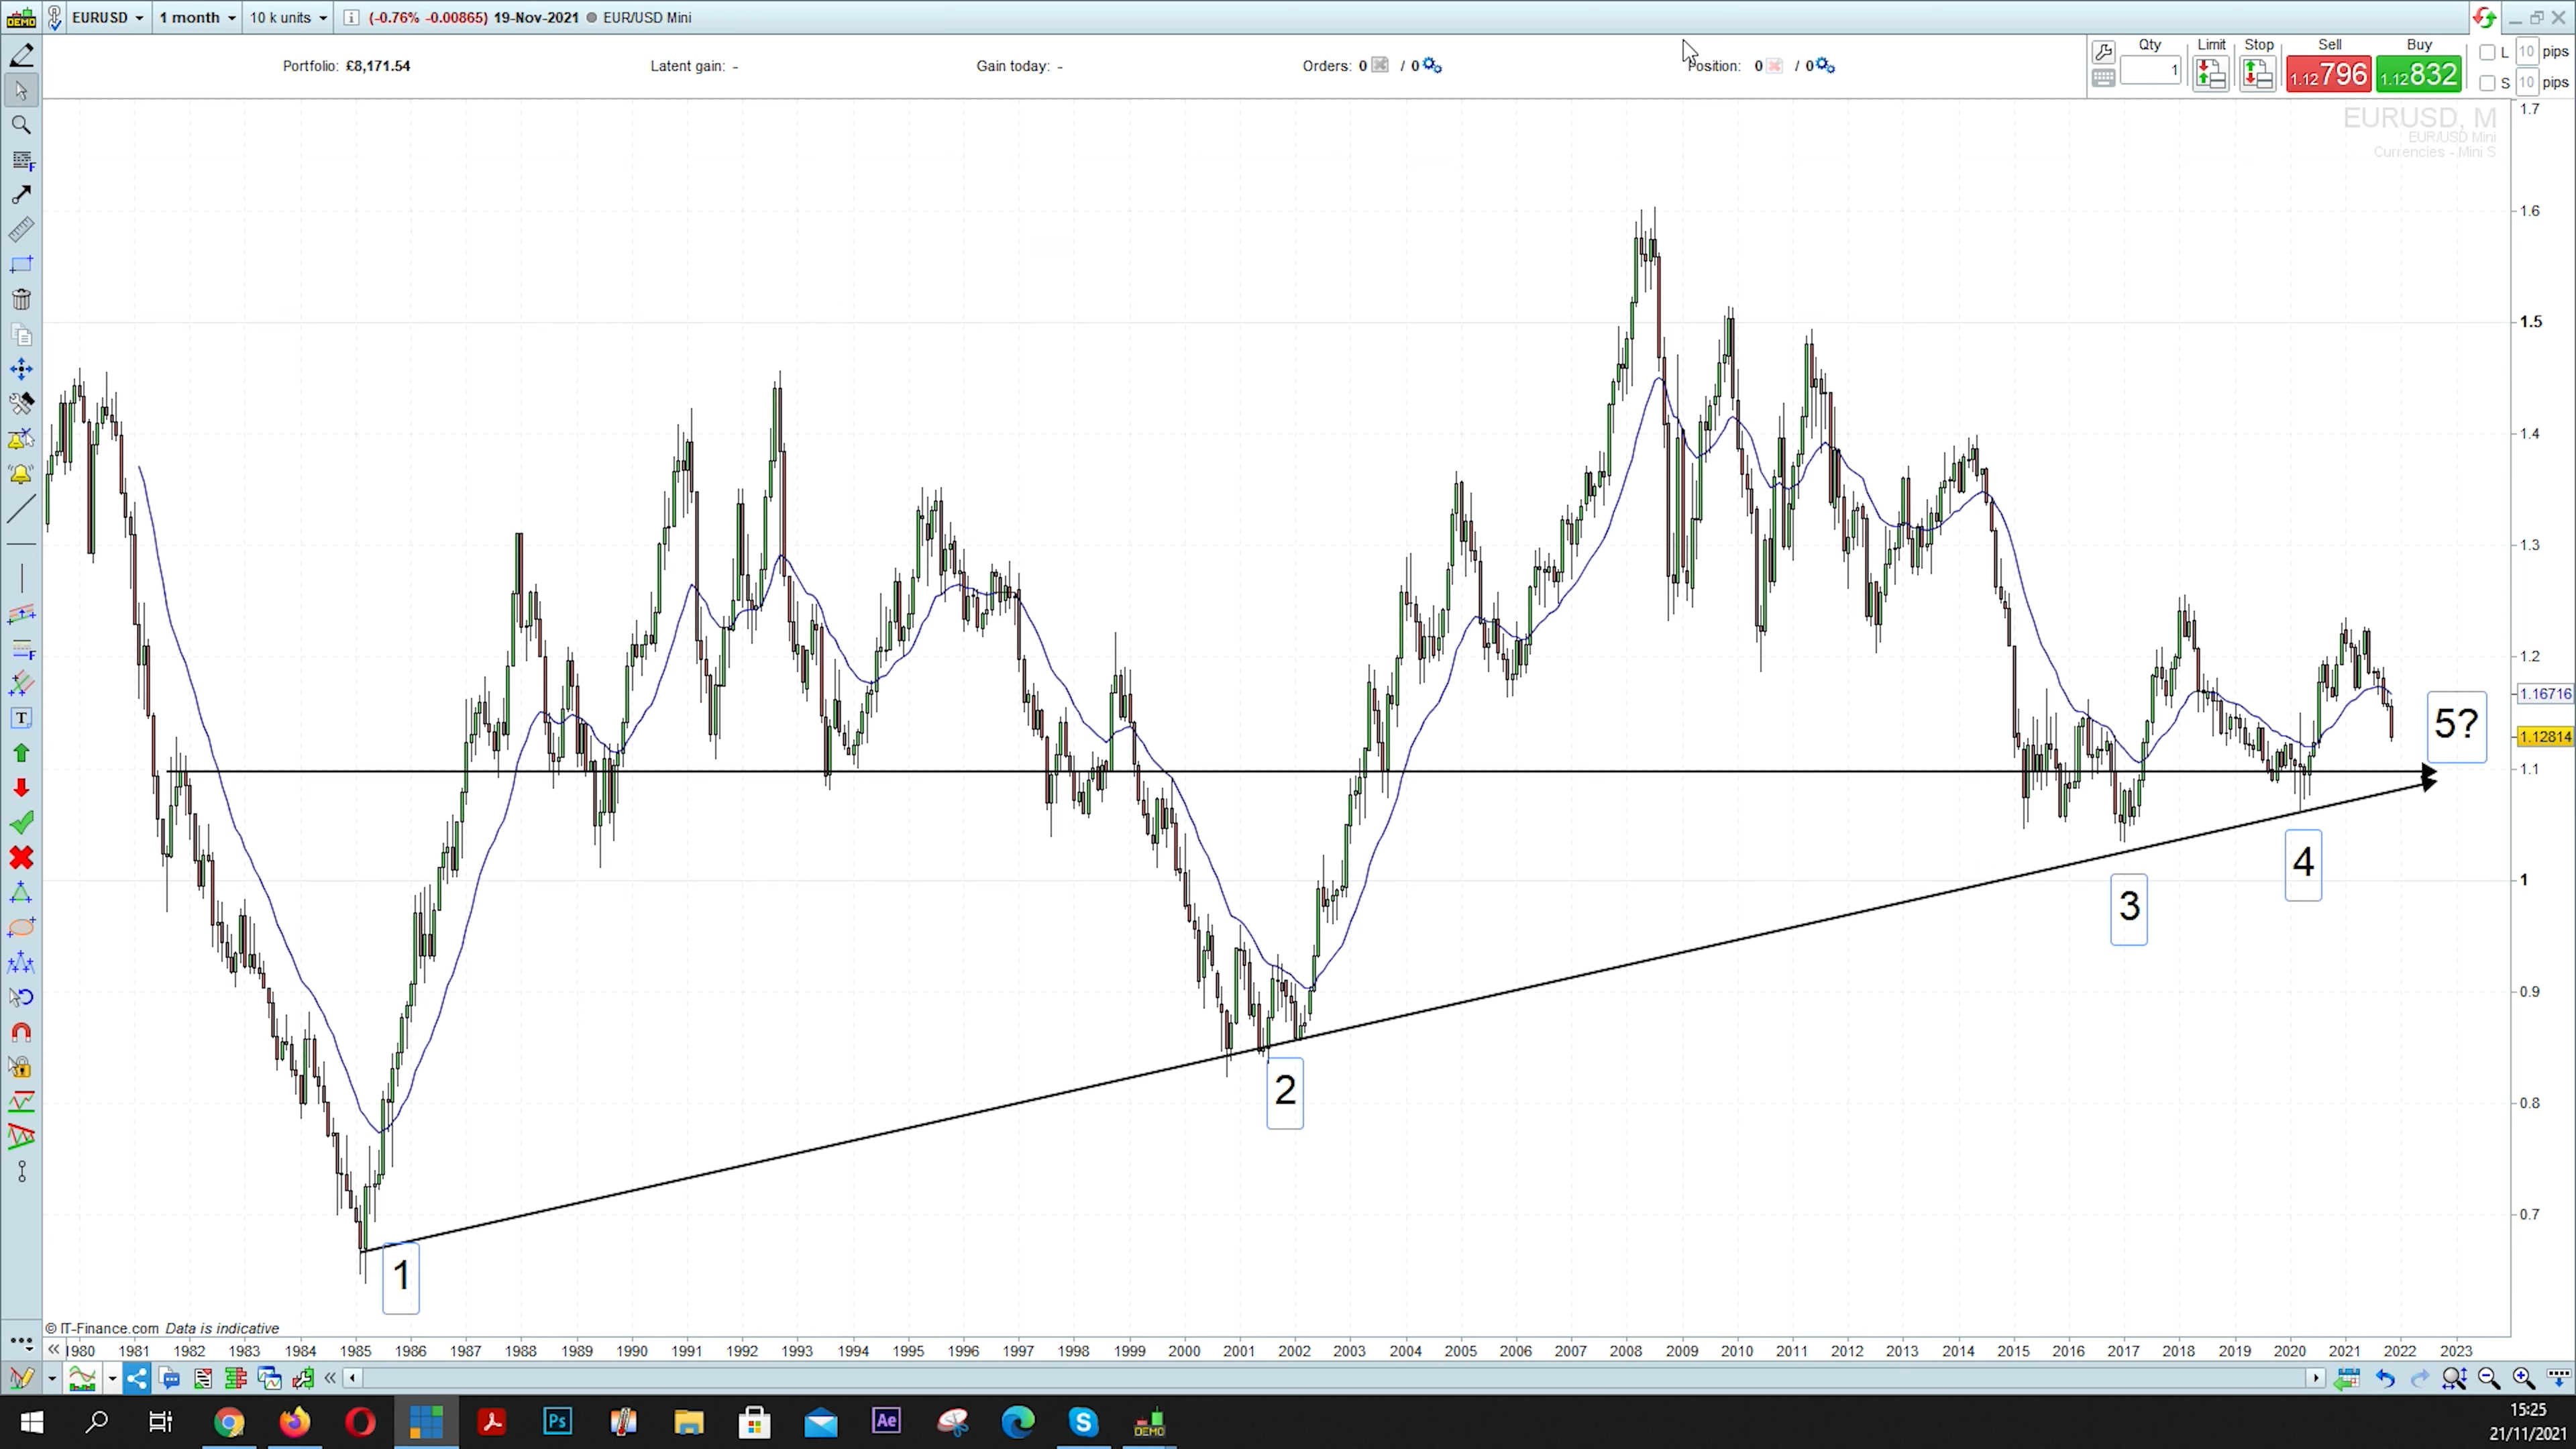 DEMO EURUSD 1 month 10 k units i (-0.76% -0.00865) 19-Nov-2021 EUR/USD Mini
Portfolio: £8,171.54 Latent gain: - Gain today: - Orders: 0 / 0 Position: 0 / 0
Qty Limit Stop Sell Buy L 10 pips
1 1.12796 1.12832 S 10 pips
EURUSD, M
EUR/USD Mini
Currencies - Mini S
1.7
1.6
1.5
1.4
1.3
1.2
1.16716
5?
1.12814
1.1
4
1
3
0.9
2
0.8
0.7
1
F
F
T
© IT-Finance.com Data is indicative
1980 1981 1982 1983 1984 1985 1986 1987 1988 1989 1990 1991 1992 1993 1994 1995 1996 1997 1998 1999 2000 2001 2002 2003 2004 2005 2006 2007 2008 2009 2010 2011 2012 2013 2014 2015 2016 2017 2018 2019 2020 2021 2022 2023
Ps Ae S DEMO
15:25
21/11/2021